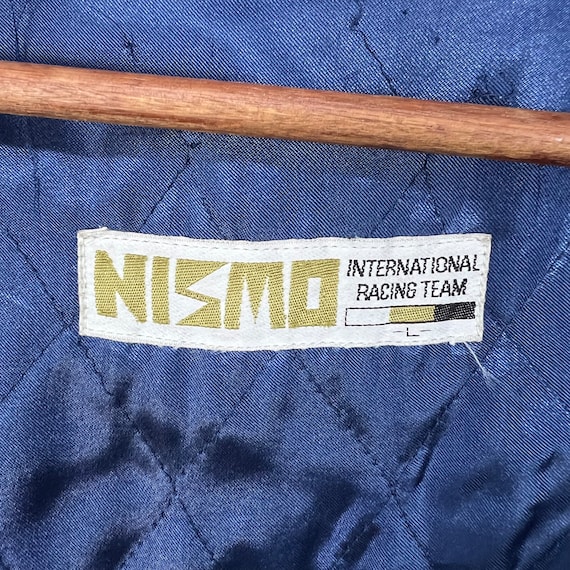 NISMO
INTERNATIONAL
RACING TEAM
-L-